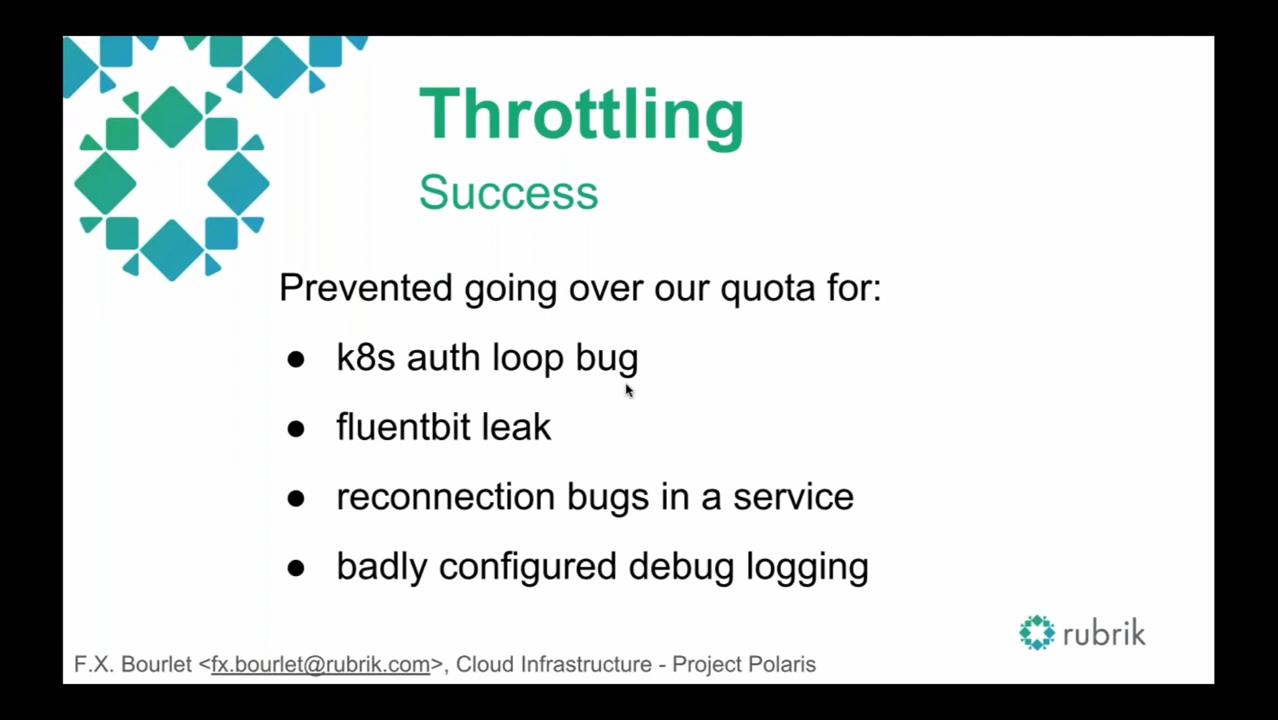 Throttling
Success
Prevented going over our quota for:
● k8s auth loop bug
● fluentbit leak
● reconnection bugs in a service
● badly configured debug logging
rubrik
F.X. Bourlet <fx.bourlet@rubrik.com>, Cloud Infrastructure - Project Polaris